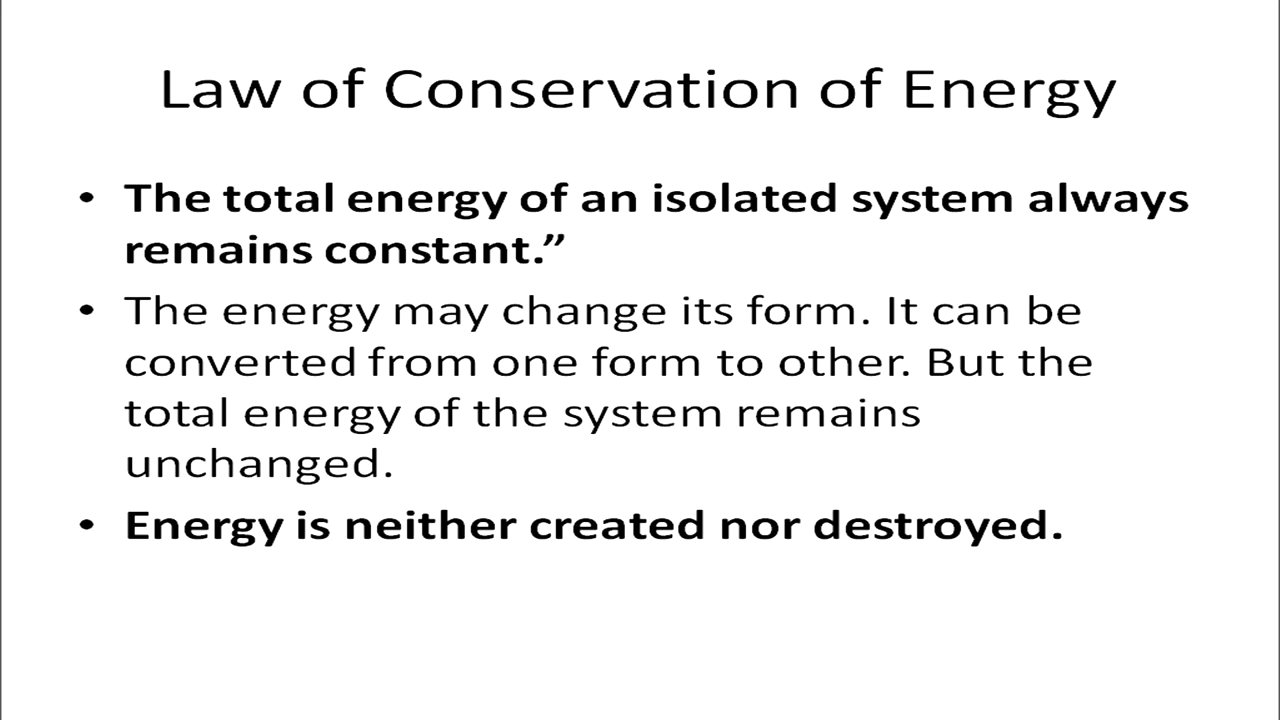 Law of Conservation of Energy
• The total energy of an isolated system always
remains constant.”
• The energy may change its form. It can be
converted from one form to other. But the
total energy of the system remains
unchanged.
• Energy is neither created nor destroyed.